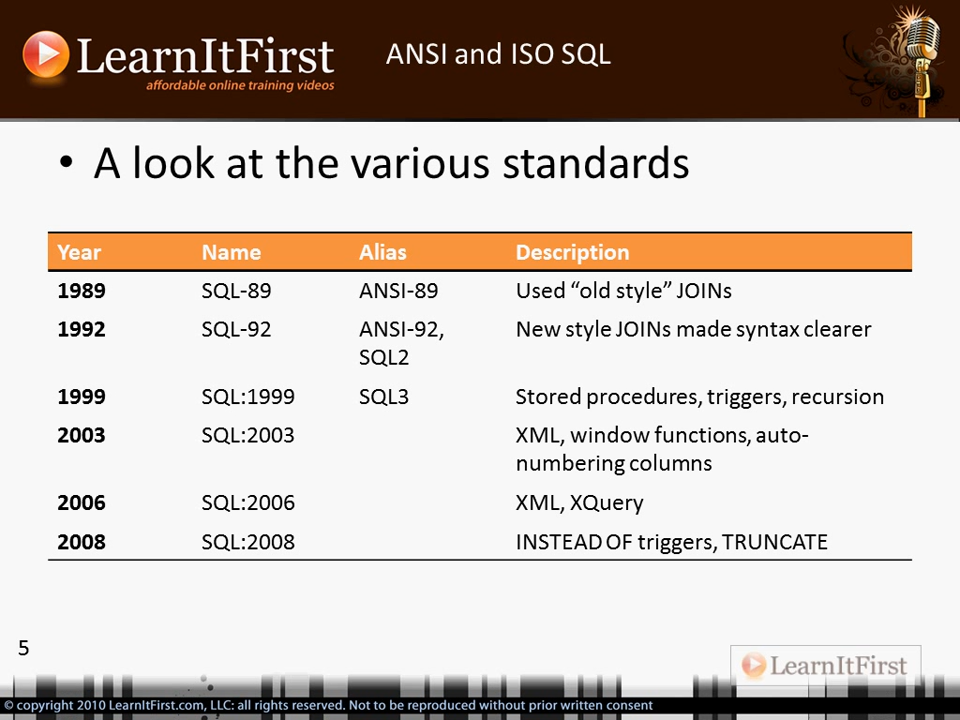 LearnItFirst
affordable online training videos
ANSI and ISO SQL
• A look at the various standards
Year Name Alias Description
1989 SQL-89 ANSI-89 Used “old style” JOINs
1992 SQL-92 ANSI-92, New style JOINs made syntax clearer
SQL2
1999 SQL:1999 SQL3 Stored procedures, triggers, recursion
2003 SQL:2003 XML, window functions, auto-
numbering columns
2006 SQL:2006 XML, XQuery
2008 SQL:2008 INSTEAD OF triggers, TRUNCATE
5
LearnItFirst
© copyright 2010 LearnItFirst.com, LLC: all rights reserved. Not to be reproduced without prior written consent